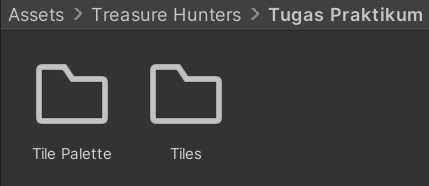 Assets > Treasure Hunters > Tugas Praktikum
Tile Palette
Tiles